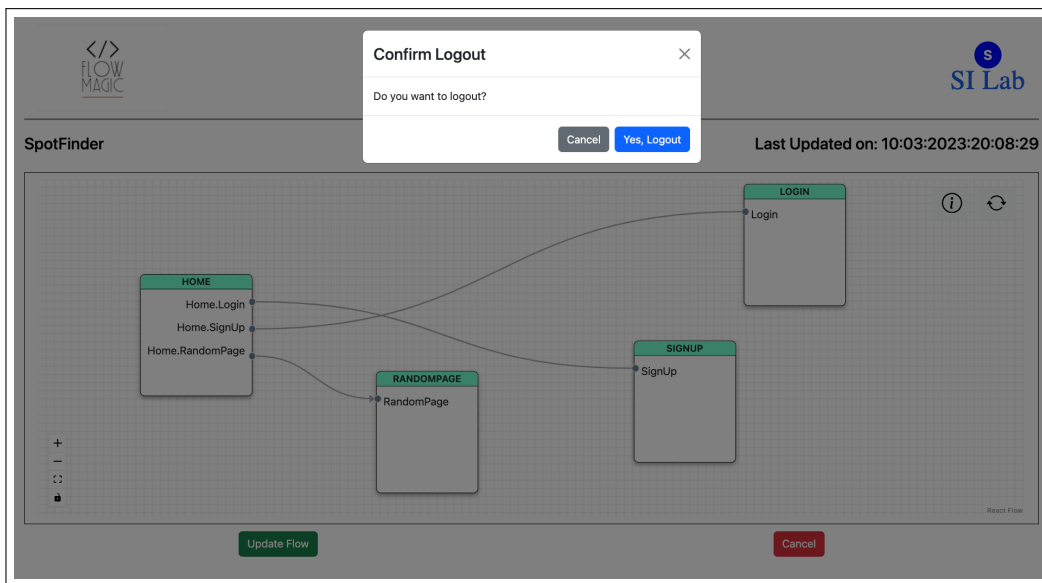 </>
FLOW
MAGIC
Confirm Logout
Do you want to logout?
Cancel
Yes, Logout
S
SI Lab
SpotFinder
Last Updated on: 10:03:2023:20:08:29
LOGIN
Login
HOME
Home.Login
Home.SignUp
Home.RandomPage
SIGNUP
SignUp
RANDOMPAGE
RandomPage
React Flow
Update Flow
Cancel